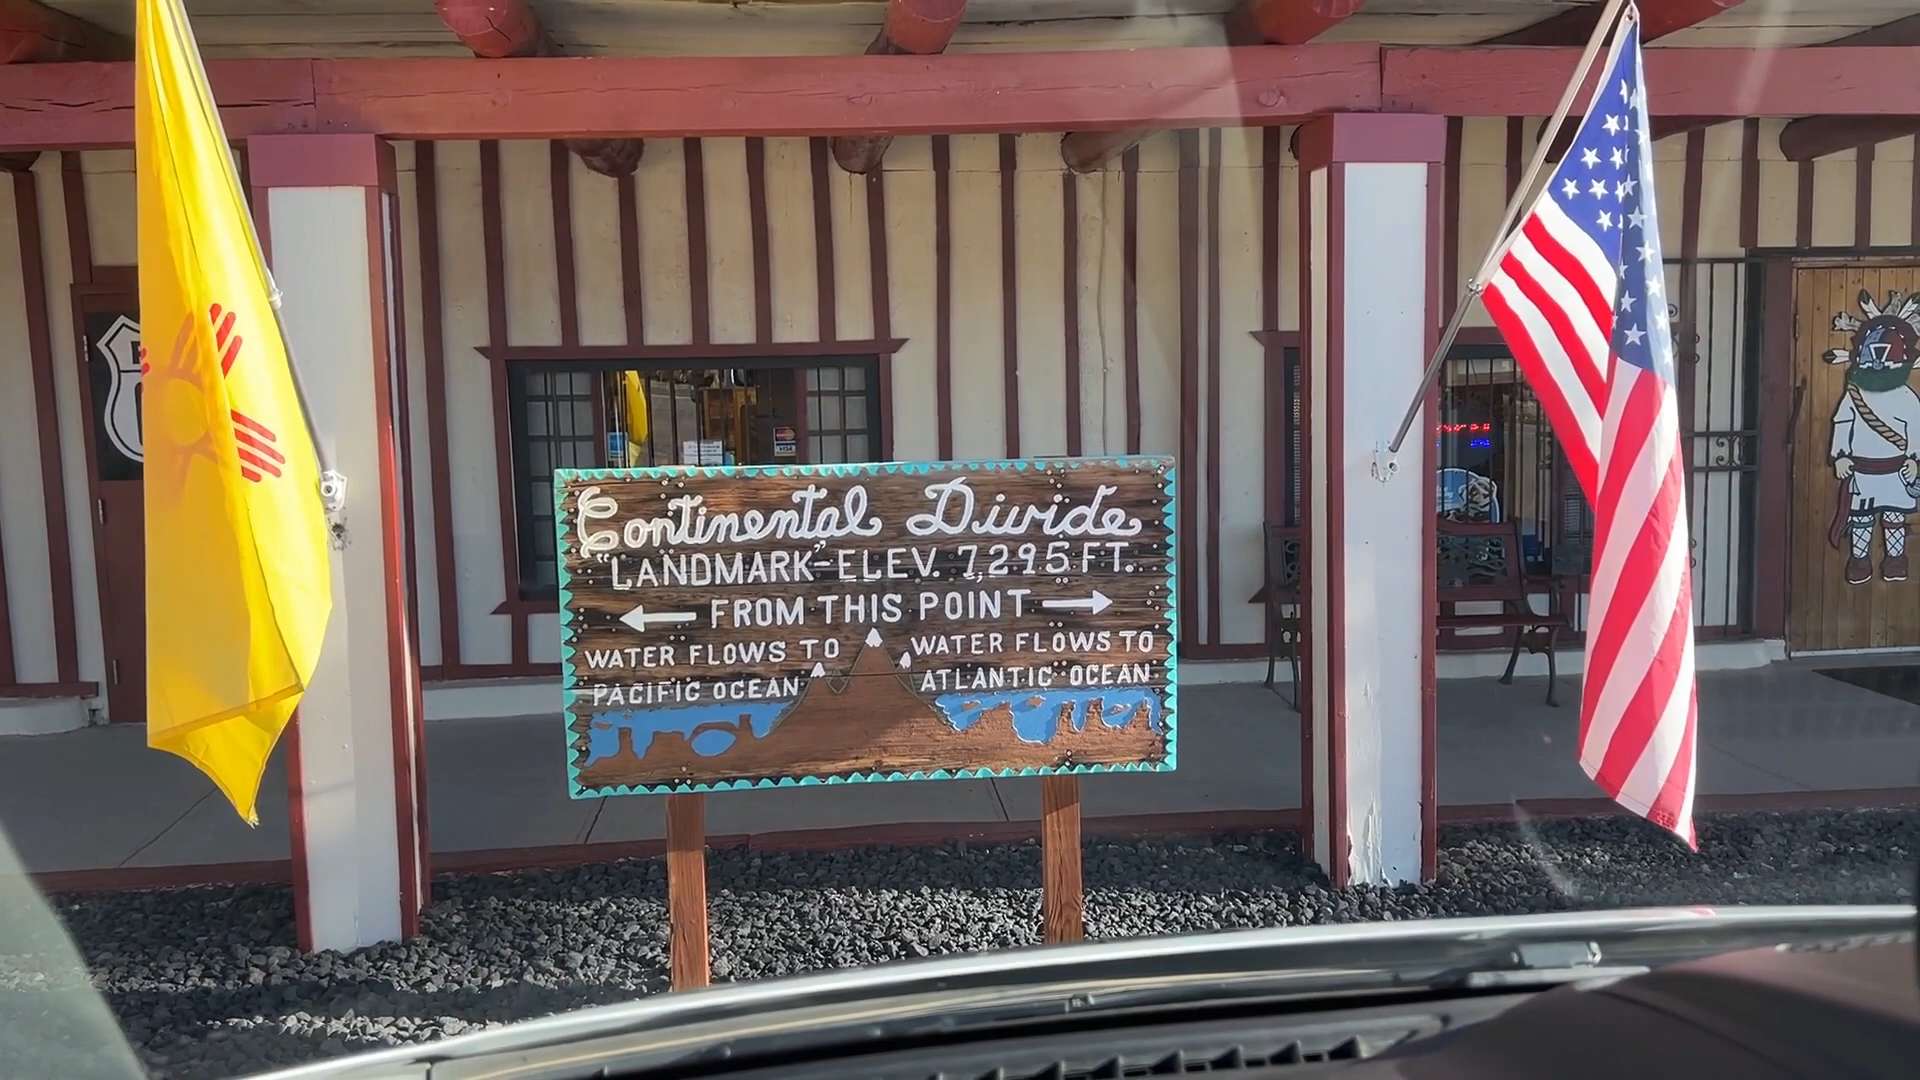 Continental Divide
"LANDMARK"-ELEV. 7,295 FT.
FROM THIS POINT
WATER FLOWS TO
PACIFIC OCEAN
WATER FLOWS TO
ATLANTIC OCEAN
VISA